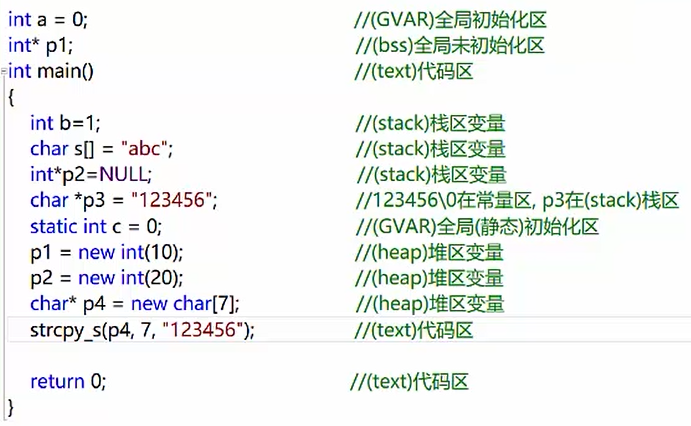 int a = 0; //(GVAR)全局初始化区
int* p1; //(bss)全局未初始化区
int main() //(text)代码区
{
int b=1; //(stack)栈区变量
char s[] = "abc"; //(stack)栈区变量
int*p2=NULL; //(stack)栈区变量
char *p3 = "123456"; //123456\0在常量区, p3在(stack)栈区
static int c = 0; //(GVAR)全局(静态)初始化区
p1 = new int(10); //(heap)堆区变量
p2 = new int(20); //(heap)堆区变量
char* p4 = new char[7]; //(heap)堆区变量
strcpy_s(p4, 7, "123456"); //(text)代码区
return 0; //(text)代码区
}